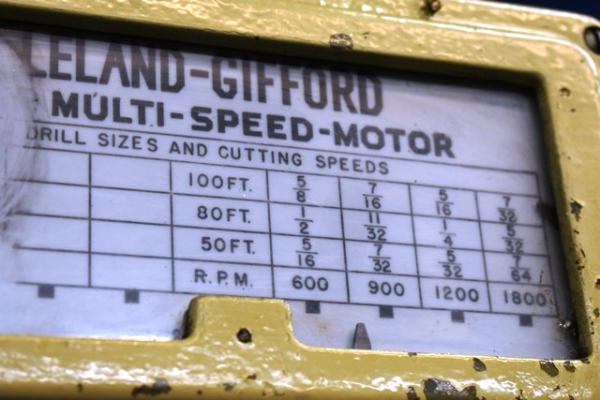 LELAND-GIFFORD
MULTI-SPEED-MOTOR
DRILL SIZES AND CUTTING SPEEDS
100FT. 5/8 7/16 5/16 7/32
80FT. 1/2 11/32 1/4 5/32
50FT. 5/16 7/32 5/32 7/64
R.P.M. 600 900 1200 1800